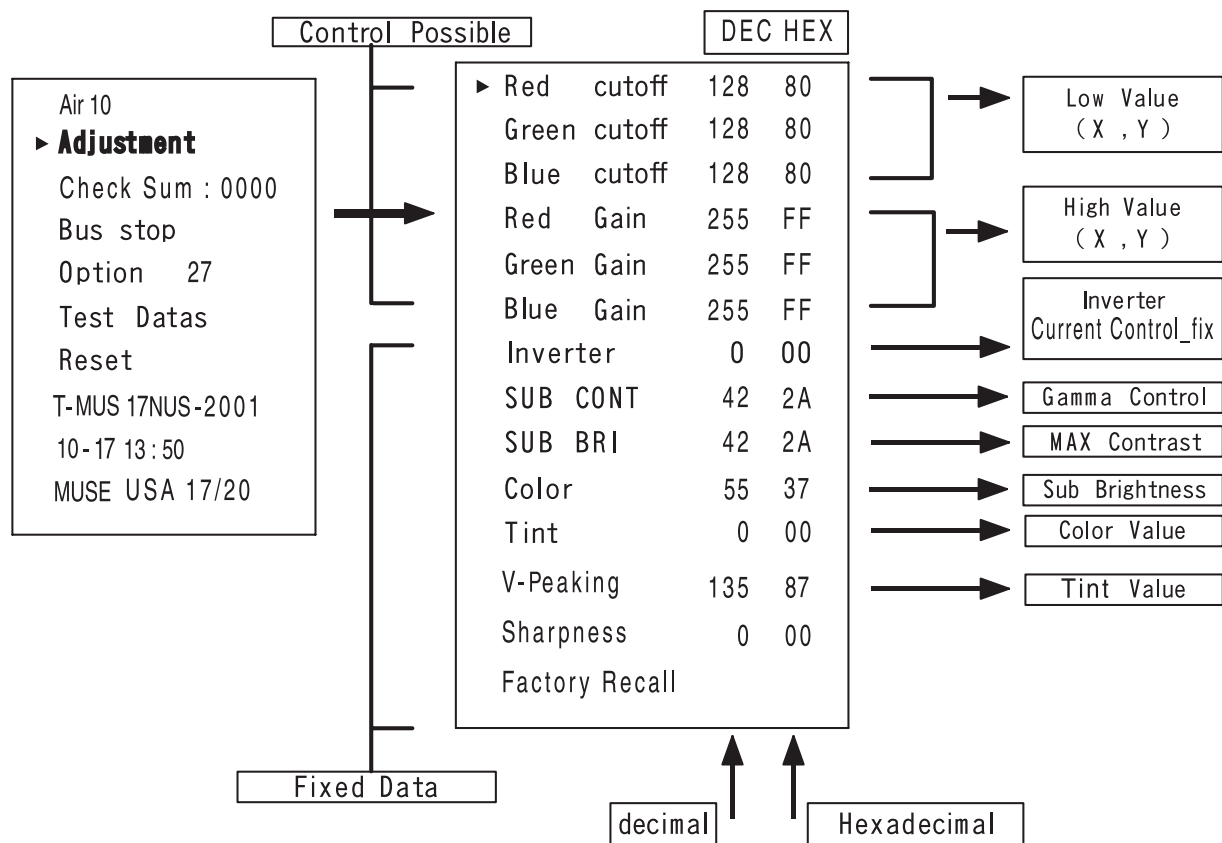 Control Possible
DEC HEX
Air 10
Adjustment
Check Sum : 0000
Bus stop
Option 27
Test Datas
Reset
T-MUS 17NUS-2001
10-17 13:50
MUSE USA 17/20
Red cutoff 128 80
Green cutoff 128 80
Blue cutoff 128 80
Red Gain 255 FF
Green Gain 255 FF
Blue Gain 255 FF
Inverter 0 00
SUB CONT 42 2A
SUB BRI 42 2A
Color 55 37
Tint 0 00
V-Peaking 135 87
Sharpness 0 00
Factory Recall
Low Value
( X , Y )
High Value
( X , Y )
Inverter
Current Control_fix
Gamma Control
MAX Contrast
Sub Brightness
Color Value
Tint Value
Fixed Data
decimal
Hexadecimal